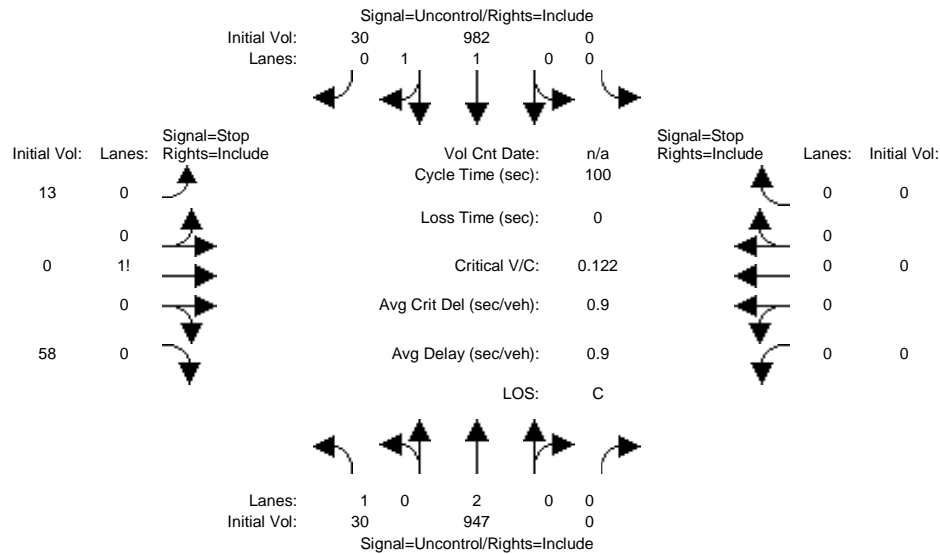 Signal=Uncontrol/Rights=Include
Initial Vol: 30 982 0
Lanes: 0 1 1 0 0
Signal=Stop Signal=Stop
Initial Vol: Lanes: Rights=Include Vol Cnt Date: n/a Rights=Include Lanes: Initial Vol:
Cycle Time (sec): 100
13 0 0 0
Loss Time (sec): 0
0 0
0 1! Critical V/C: 0.122 0 0
0 Avg Crit Del (sec/veh): 0.9 0
58 0 Avg Delay (sec/veh): 0.9 0 0
LOS: C
Lanes: 1 0 2 0 0
Initial Vol: 30 947 0
Signal=Uncontrol/Rights=Include